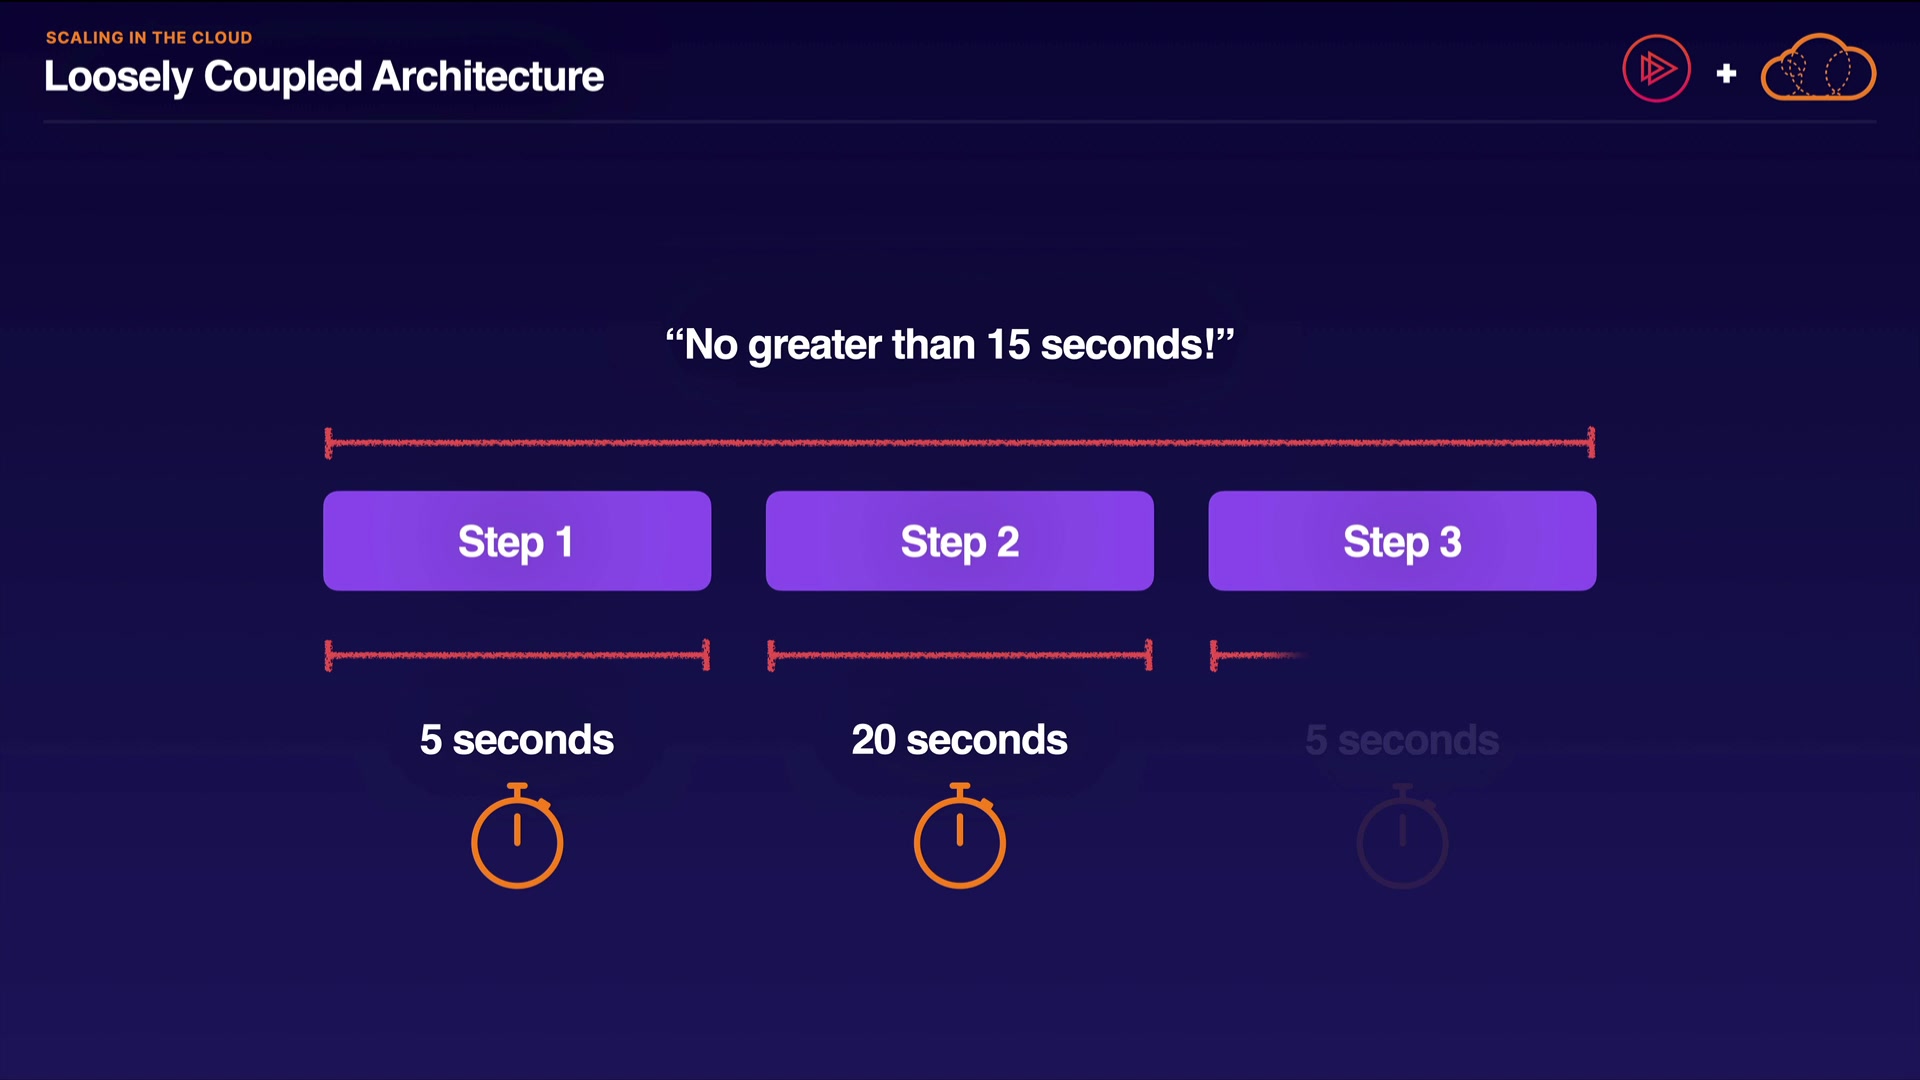 SCALING IN THE CLOUD
Loosely Coupled Architecture
“No greater than 15 seconds!”
Step 1
Step 2
Step 3
5 seconds
20 seconds
5 seconds